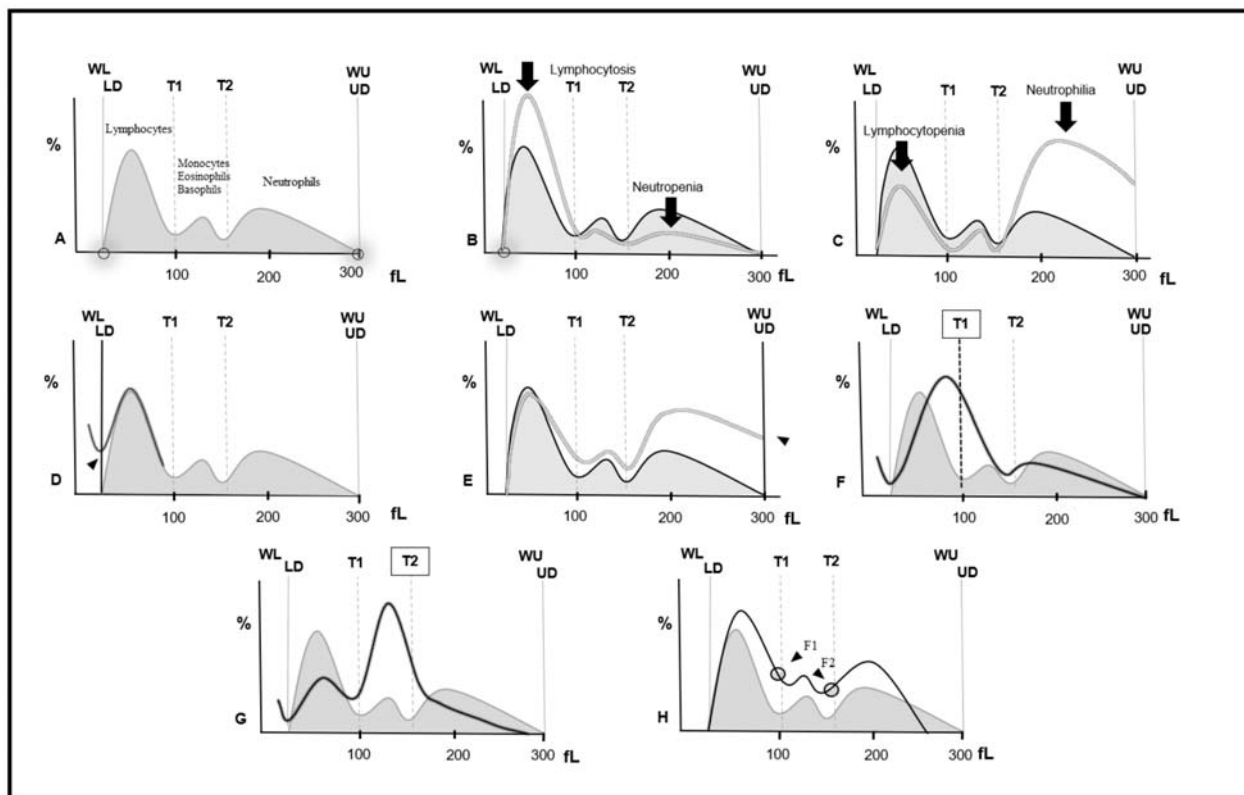 WL
LD
T1
T2
WU
UD
%
Lymphocytes
Monocytes
Eosinophils
Basophils
Neutrophils
A
100
200
300
fL
WL
LD
Lymphocytosis
T1
T2
WU
UD
%
Neutropenia
B
100
200
300
fL
WL
LD
T1
T2
Neutrophilia
WU
UD
%
Lymphocytopenia
C
100
200
300
fL
WL
LD
T1
T2
WU
UD
%
D
100
200
300
fL
WL
LD
T1
T2
WU
UD
%
E
100
200
300
fL
WL
LD
T1
T2
WU
UD
%
F
100
200
300
fL
WL
LD
T1
T2
WU
UD
%
G
100
200
300
fL
WL
LD
T1
T2
WU
UD
%
F1
F2
H
100
200
300
fL